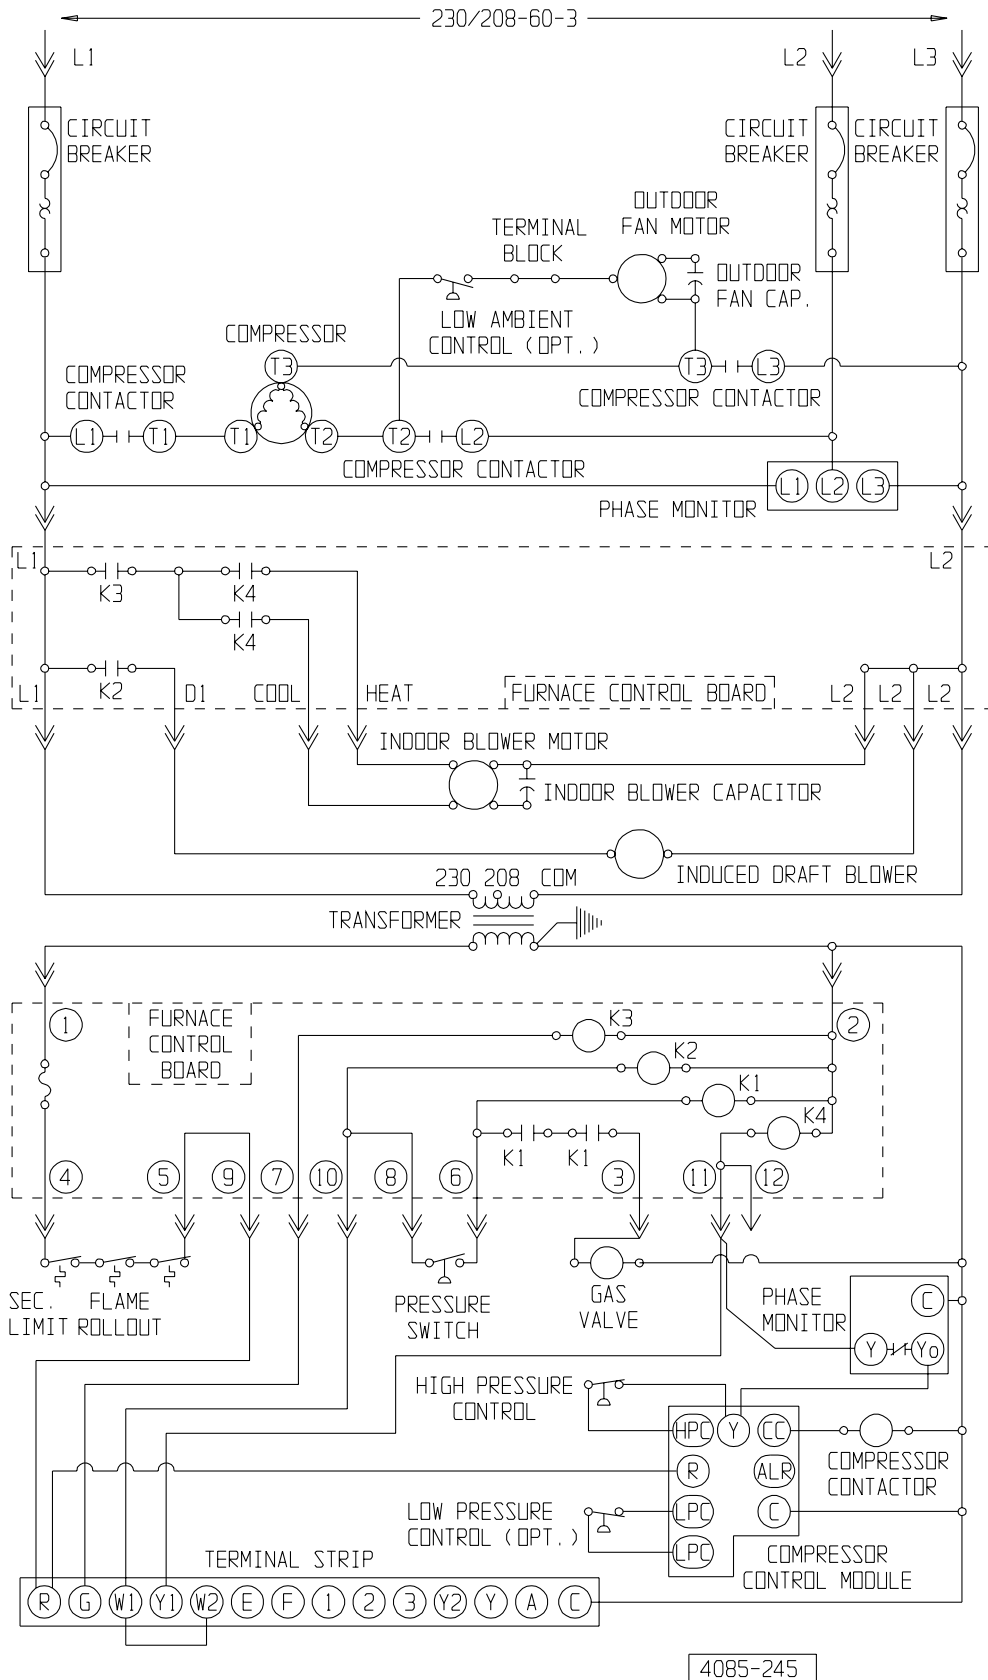 230/208-60-3
L1
L2
L3
CIRCUIT
BREAKER
CIRCUIT
BREAKER
CIRCUIT
BREAKER
OUTDOOR
FAN MOTOR
TERMINAL
BLOCK
OUTDOOR
FAN CAP.
LOW AMBIENT
CONTROL (OPT.)
COMPRESSOR
T3
T3
L3
COMPRESSOR
CONTACTOR
COMPRESSOR CONTACTOR
L1
T1
T1
T2
T2
L2
COMPRESSOR CONTACTOR
L1
L2
L3
PHASE MONITOR
L1
L2
K3
K4
K4
K2
L1
D1
COOL
HEAT
FURNACE CONTROL BOARD
L2
L2
L2
INDOOR BLOWER MOTOR
INDOOR BLOWER CAPACITOR
INDUCED DRAFT BLOWER
230 208 COM
TRANSFORMER
1
FURNACE
CONTROL
BOARD
K3
2
K2
K1
K4
K1
K1
4
5
9
7
10
8
6
3
11
12
SEC.
LIMIT
FLAME
ROLLOUT
PRESSURE
SWITCH
GAS
VALVE
PHASE
MONITOR
C
Y
Yo
HIGH PRESSURE
CONTROL
HPC
Y
CC
COMPRESSOR
CONTACTOR
R
ALR
LOW PRESSURE
CONTROL (OPT.)
LPC
C
LPC
COMPRESSOR
CONTROL MODULE
TERMINAL STRIP
R G W1 Y1 W2 E F 1 2 3 Y2 Y A C
4085-245